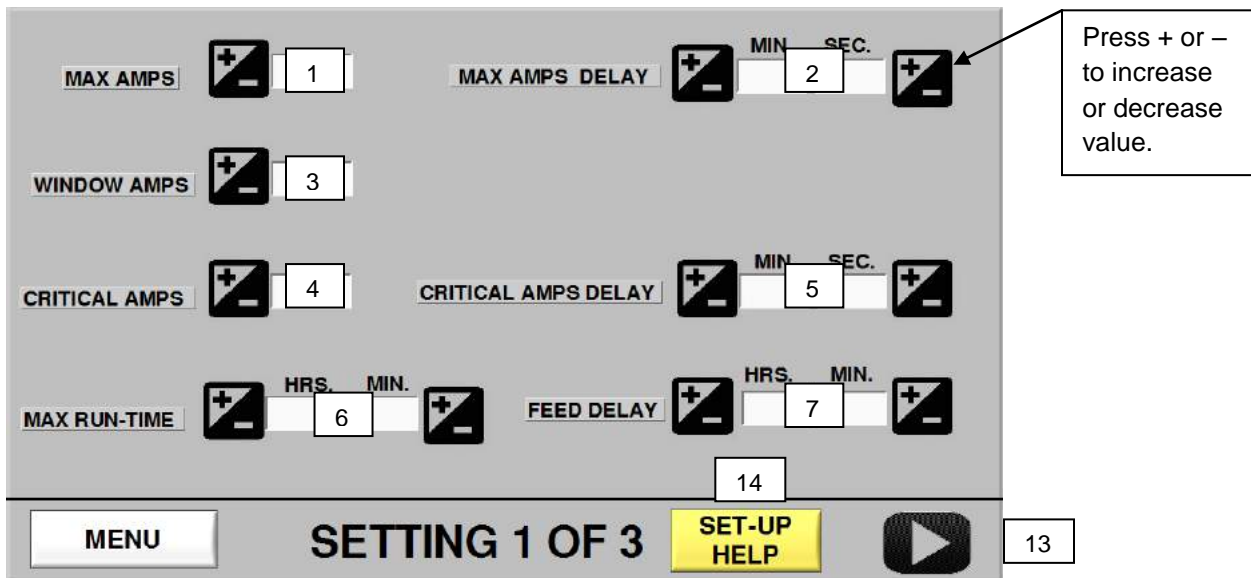 MAX AMPS
+
-
1
MAX AMPS DELAY
+
-
MIN. SEC.
2
+
-
Press + or –
to increase
or decrease
value.
WINDOW AMPS
+
-
3
CRITICAL AMPS
+
-
4
CRITICAL AMPS DELAY
+
-
MIN. SEC.
5
+
-
MAX RUN-TIME
+
-
HRS. MIN.
6
+
-
FEED DELAY
+
-
HRS. MIN.
7
+
-
14
MENU
SETTING 1 OF 3
SET-UP
HELP
13